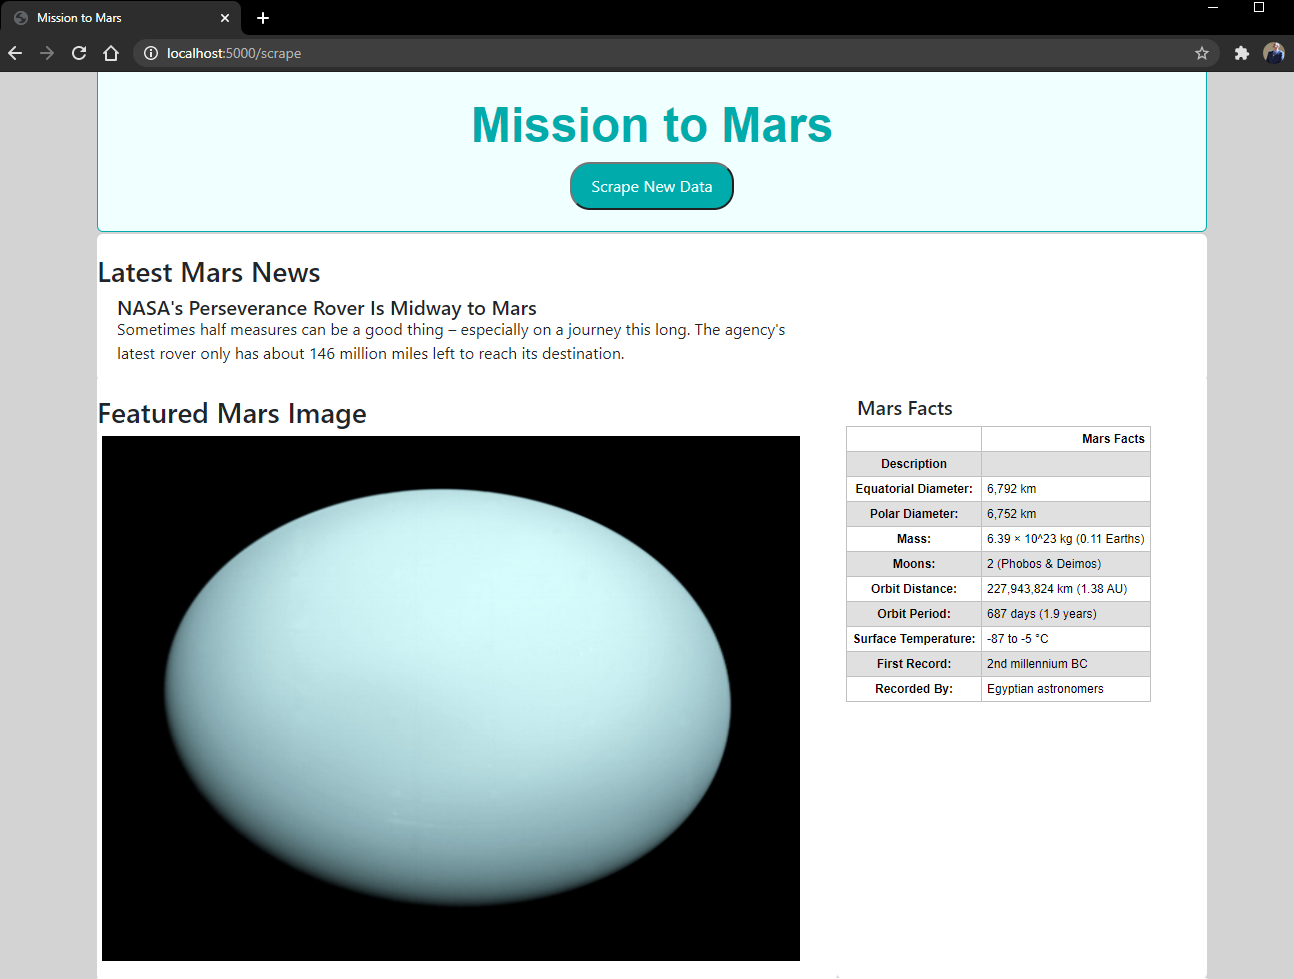 Mission to Mars
localhost:5000/scrape
Mission to Mars
Scrape New Data
Latest Mars News
NASA's Perseverance Rover Is Midway to Mars
Sometimes half measures can be a good thing – especially on a journey this long. The agency's
latest rover only has about 146 million miles left to reach its destination.
Featured Mars Image
Mars Facts
Mars Facts
Description
Equatorial Diameter: 6,792 km
Polar Diameter: 6,752 km
Mass: 6.39 × 10^23 kg (0.11 Earths)
Moons: 2 (Phobos & Deimos)
Orbit Distance: 227,943,824 km (1.38 AU)
Orbit Period: 687 days (1.9 years)
Surface Temperature: -87 to -5 °C
First Record: 2nd millennium BC
Recorded By: Egyptian astronomers